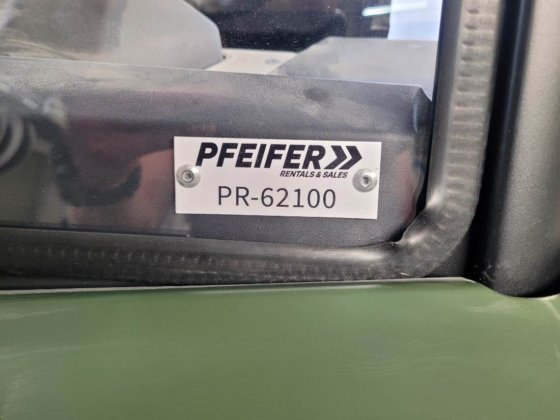 PFEIFER
RENTALS & SALES
PR-62100